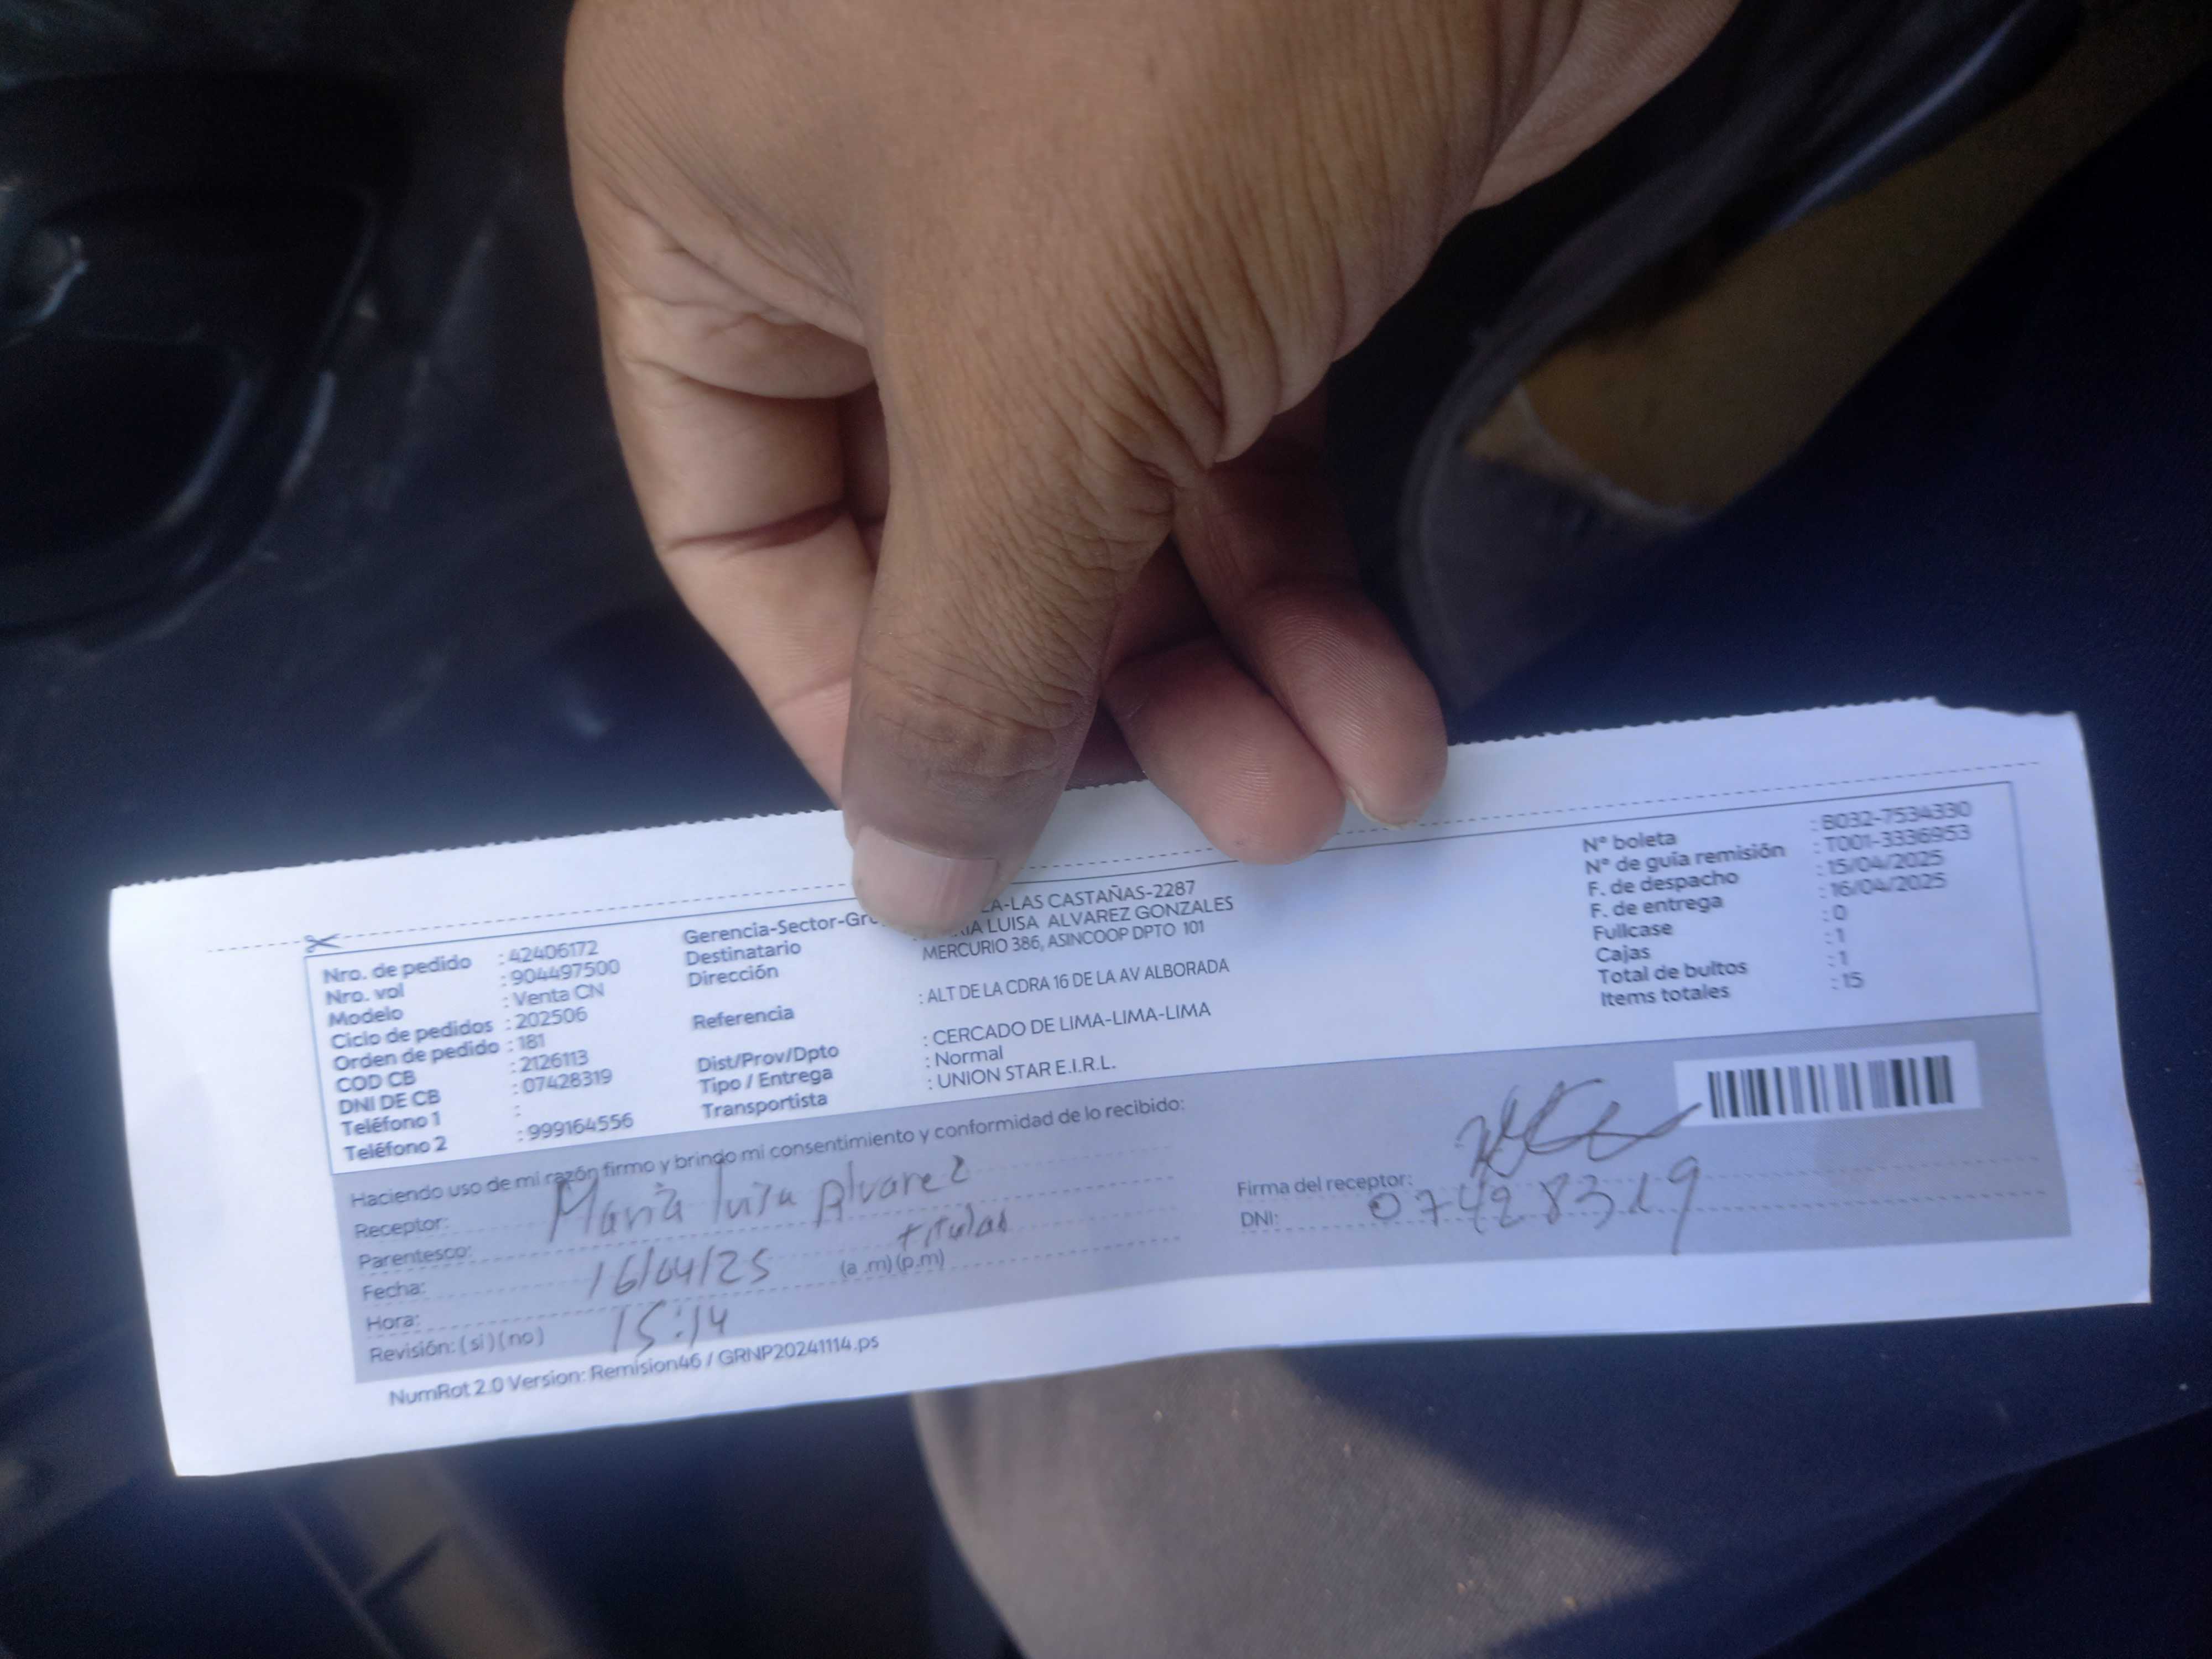 Nro. de pedido : 42406172
Nro. vol : 904497500
Modelo : Venta CN
Ciclo de pedidos : 202506
Orden de pedido : 181
COD CB : 2126113
DNI DE CB : 07428319
Teléfono 1 :
Teléfono 2 : 999164556
Gerencia-Sector-Gr LAS CASTAÑAS-2287
Destinatario LUISA ALVAREZ GONZALES
Dirección MERCURIO 386, ASINCOOP DPTO 101
Referencia : ALT DE LA CDRA 16 DE LA AV ALBORADA
Dist/Prov/Dpto : CERCADO DE LIMA-LIMA-LIMA
Tipo / Entrega : Normal
Transportista : UNION STAR E.I.R.L.
N° boleta : B032-7534330
N° de guía remisión : T001-3336953
F. de despacho : 15/04/2025
F. de entrega : 16/04/2025
Fullcase : 0
Cajas : 1
Total de bultos : 1
Items totales : 15
Haciendo uso de mi razón firmo y brindo mi consentimiento y conformidad de lo recibido:
Receptor: Maria luisa Alvarez
Parentesco: titular
Fecha: 16/04/25
Hora: 15:14 (a .m) (p.m)
Revisión: ( si ) ( no )
Firma del receptor:
DNI: 07428319
NumRot 2.0 Version: Remision46 / GRNP20241114.ps